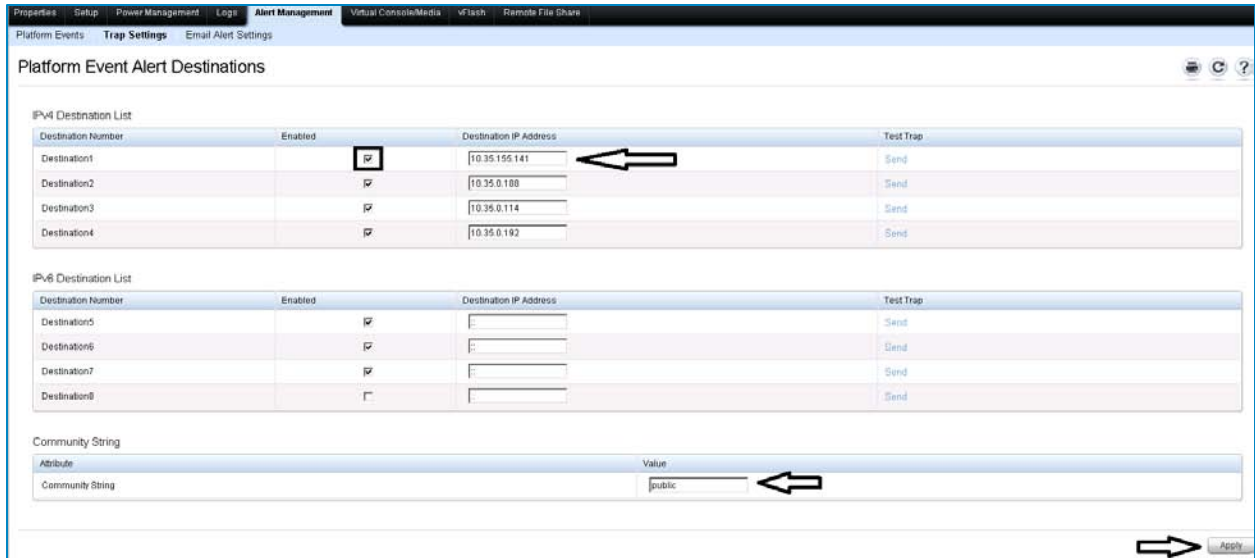 Properties Setup Power Management Logs Alert Management Virtual Console/Media vFlash Remote File Share
Platform Events Trap Settings Email Alert Settings
Platform Event Alert Destinations
IPv4 Destination List
Destination Number Enabled Destination IP Address Test Trap
Destination1 10.35.155.141 Send
Destination2 10.35.0.188 Send
Destination3 10.35.0.114 Send
Destination4 10.35.0.192 Send
IPv6 Destination List
Destination Number Enabled Destination IP Address Test Trap
Destination5 :: Send
Destination6 :: Send
Destination7 :: Send
Destination8 :: Send
Community String
Attribute Value
Community String public
Apply